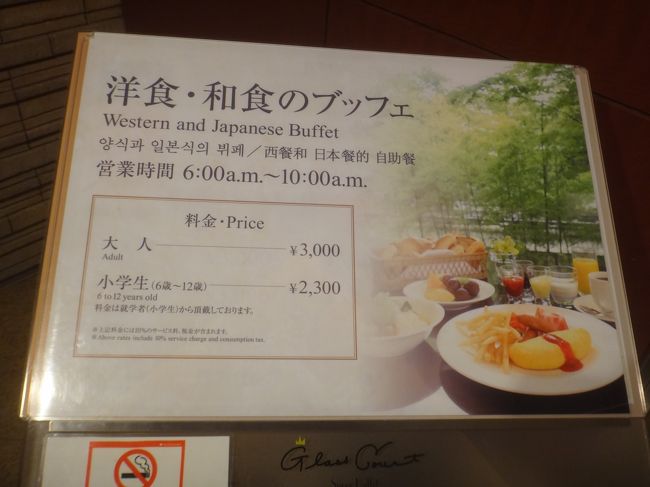 洋食・和食のブッフェ
Western and Japanese Buffet
양식과 일본식의 뷔페／西餐和 日本餐的 自助餐
営業時間 6:00a.m.～10:00a.m.
料金・Price
大 人 ¥3,000
Adult
小学生（6歳～12歳） ¥2,300
6 to 12 years old
料金は就学者（小学生）から頂戴しております。
※上記料金には10%のサービス料、税金が含まれます。
※Above rates include 10% service charge and consumption tax.
Glass Court